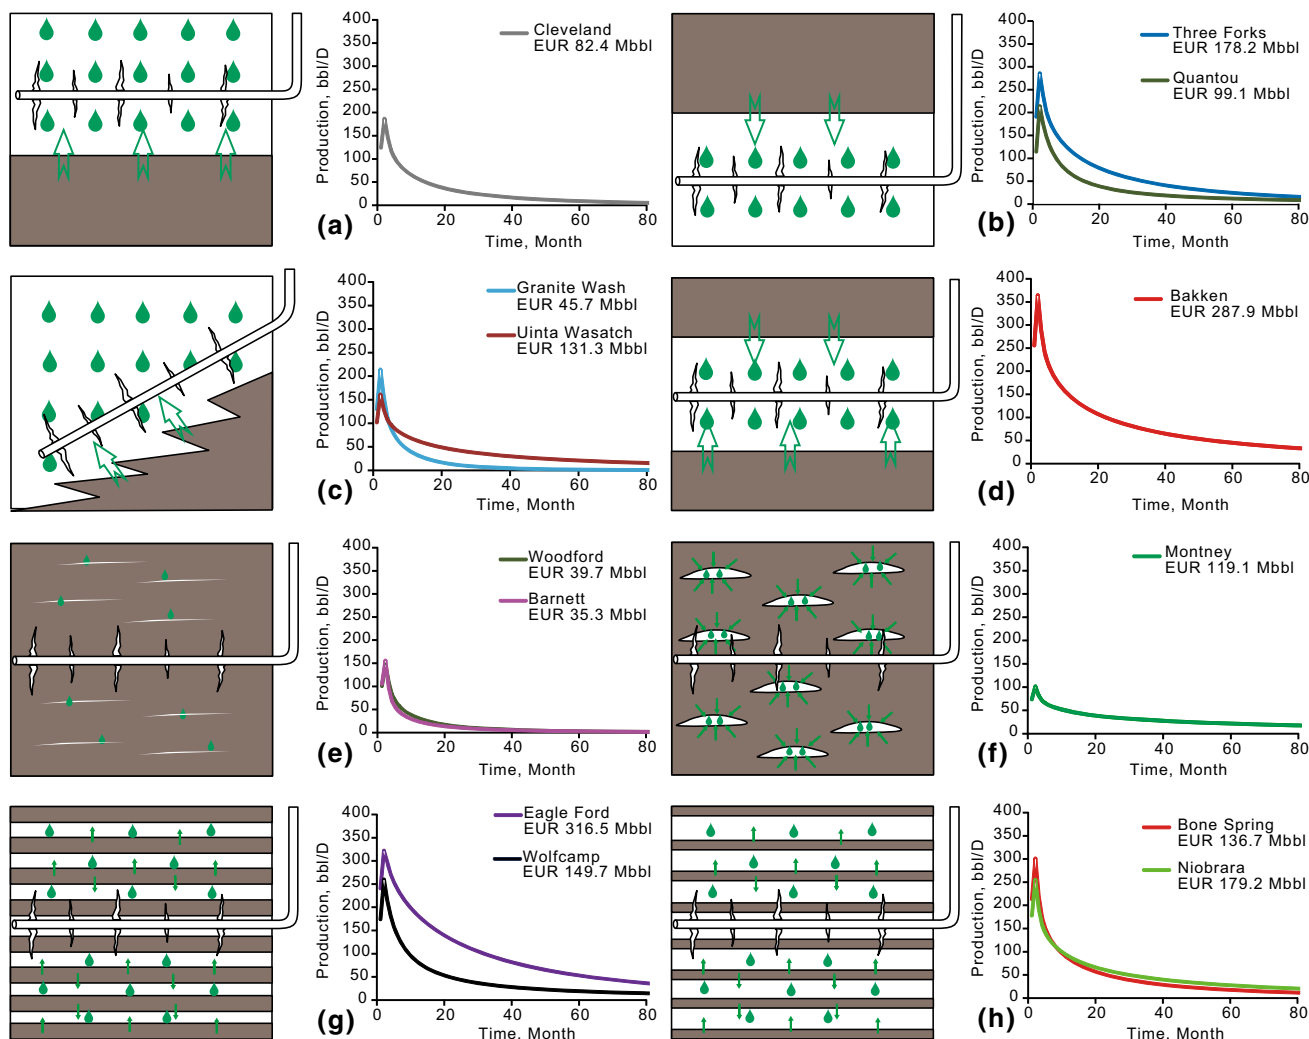 Cleveland
EUR 82.4 Mbbl
Production, bbl/D
400
350
300
250
200
150
100
50
0
0 20 40 60 80
Time, Month
(a)
Three Forks
EUR 178.2 Mbbl
Quantou
EUR 99.1 Mbbl
Production, bbl/D
400
350
300
250
200
150
100
50
0
0 20 40 60 80
Time, Month
(b)
Granite Wash
EUR 45.7 Mbbl
Uinta Wasatch
EUR 131.3 Mbbl
Production, bbl/D
400
350
300
250
200
150
100
50
0
0 20 40 60 80
Time, Month
(c)
Bakken
EUR 287.9 Mbbl
Production, bbl/D
400
350
300
250
200
150
100
50
0
0 20 40 60 80
Time, Month
(d)
Woodford
EUR 39.7 Mbbl
Barnett
EUR 35.3 Mbbl
Production, bbl/D
400
350
300
250
200
150
100
50
0
0 20 40 60 80
Time, Month
(e)
Montney
EUR 119.1 Mbbl
Production, bbl/D
400
350
300
250
200
150
100
50
0
0 20 40 60 80
Time, Month
(f)
Eagle Ford
EUR 316.5 Mbbl
Wolfcamp
EUR 149.7 Mbbl
Production, bbl/D
400
350
300
250
200
150
100
50
0
0 20 40 60 80
Time, Month
(g)
Bone Spring
EUR 136.7 Mbbl
Niobrara
EUR 179.2 Mbbl
Production, bbl/D
400
350
300
250
200
150
100
50
0
0 20 40 60 80
Time, Month
(h)